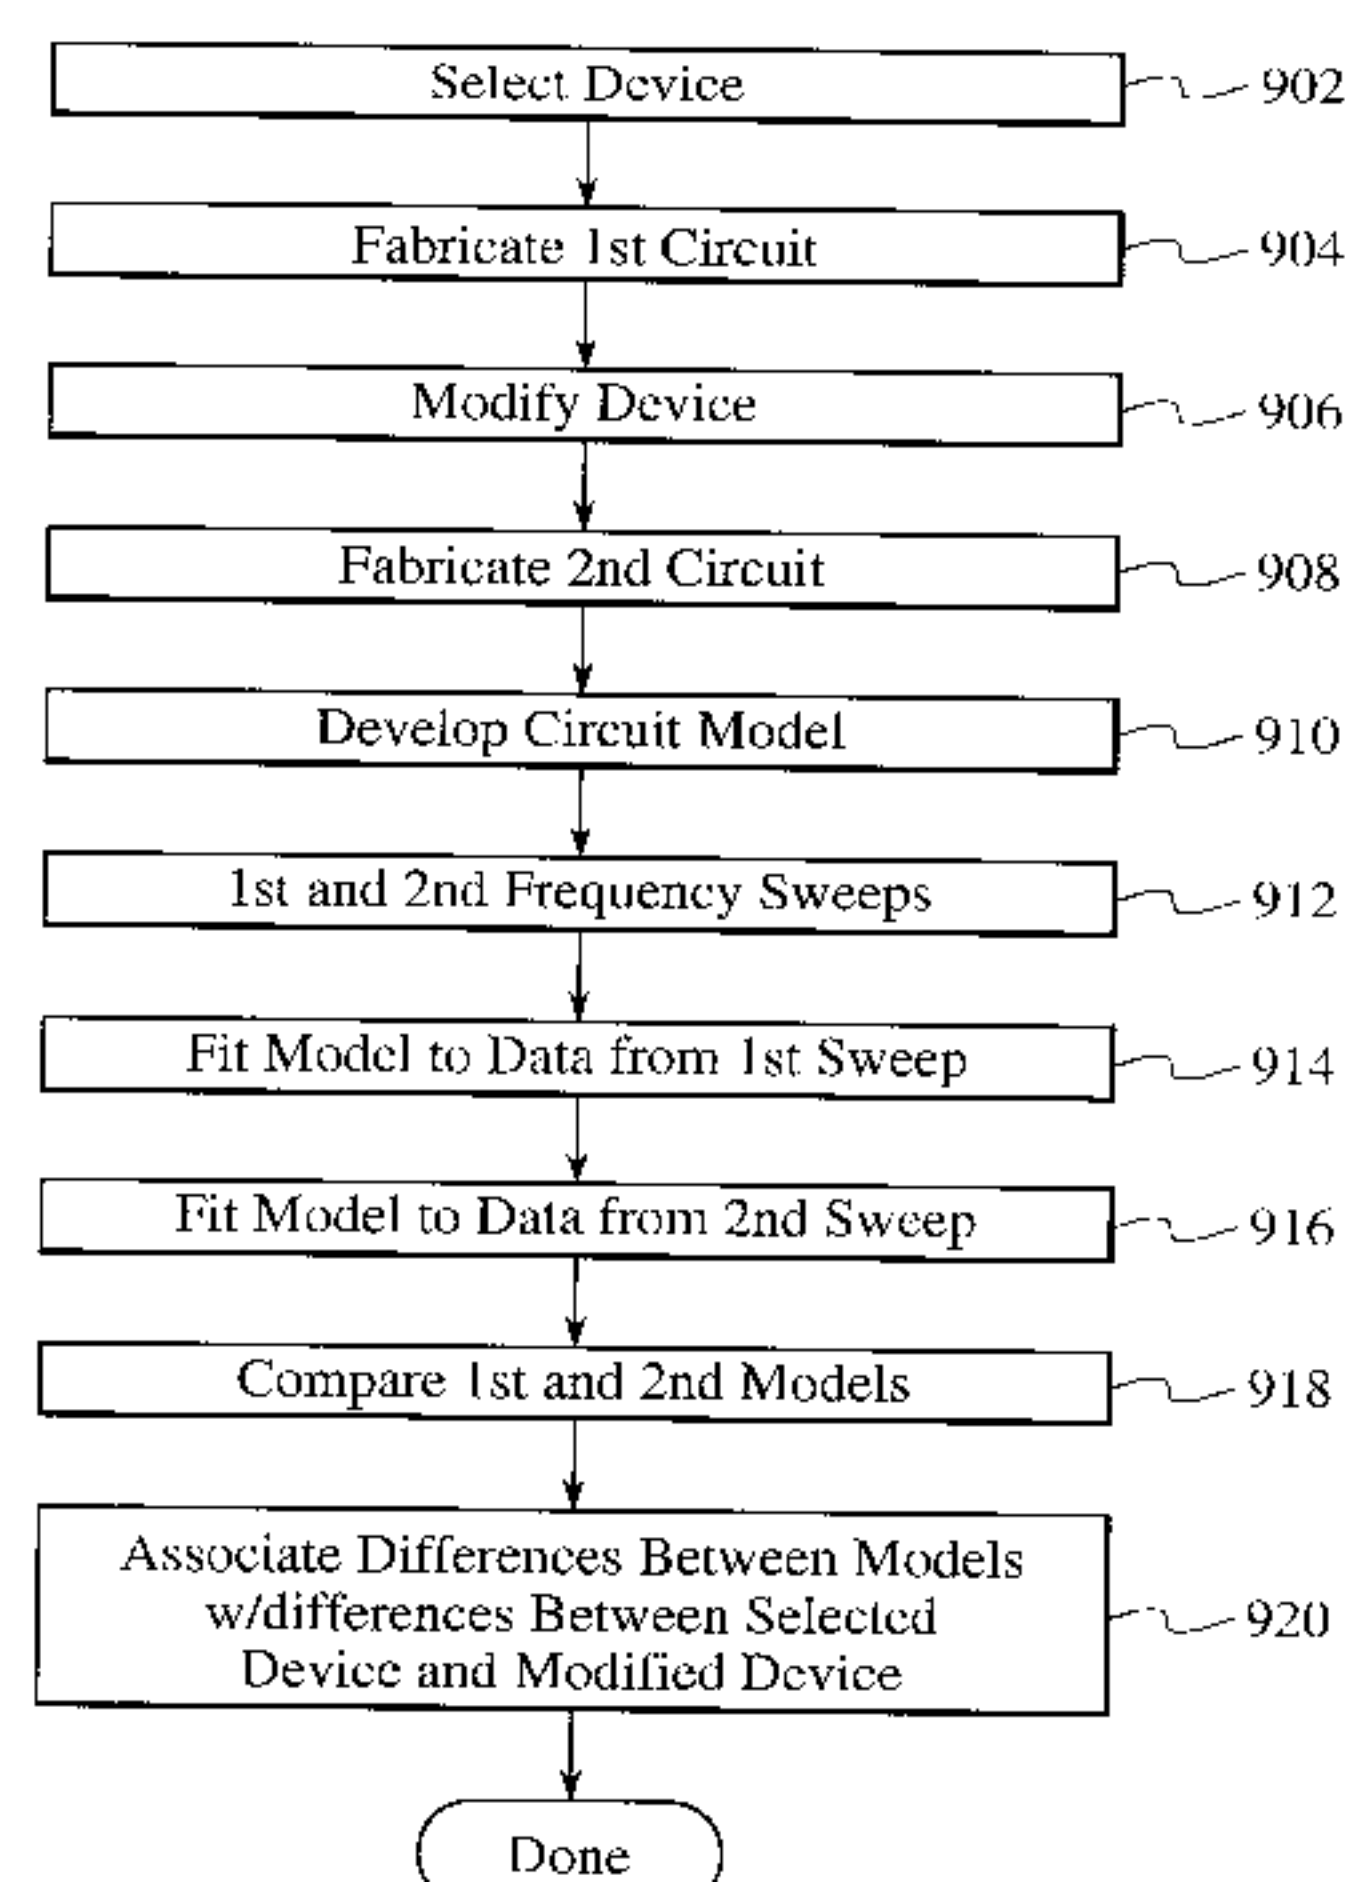 Select Device
902
Fabricate 1st Circuit
904
Modify Device
906
Fabricate 2nd Circuit
908
Develop Circuit Model
910
1st and 2nd Frequency Sweeps
912
Fit Model to Data from 1st Sweep
914
Fit Model to Data from 2nd Sweep
916
Compare 1st and 2nd Models
918
Associate Differences Between Models
w/differences Between Selected
Device and Modified Device
920
Done